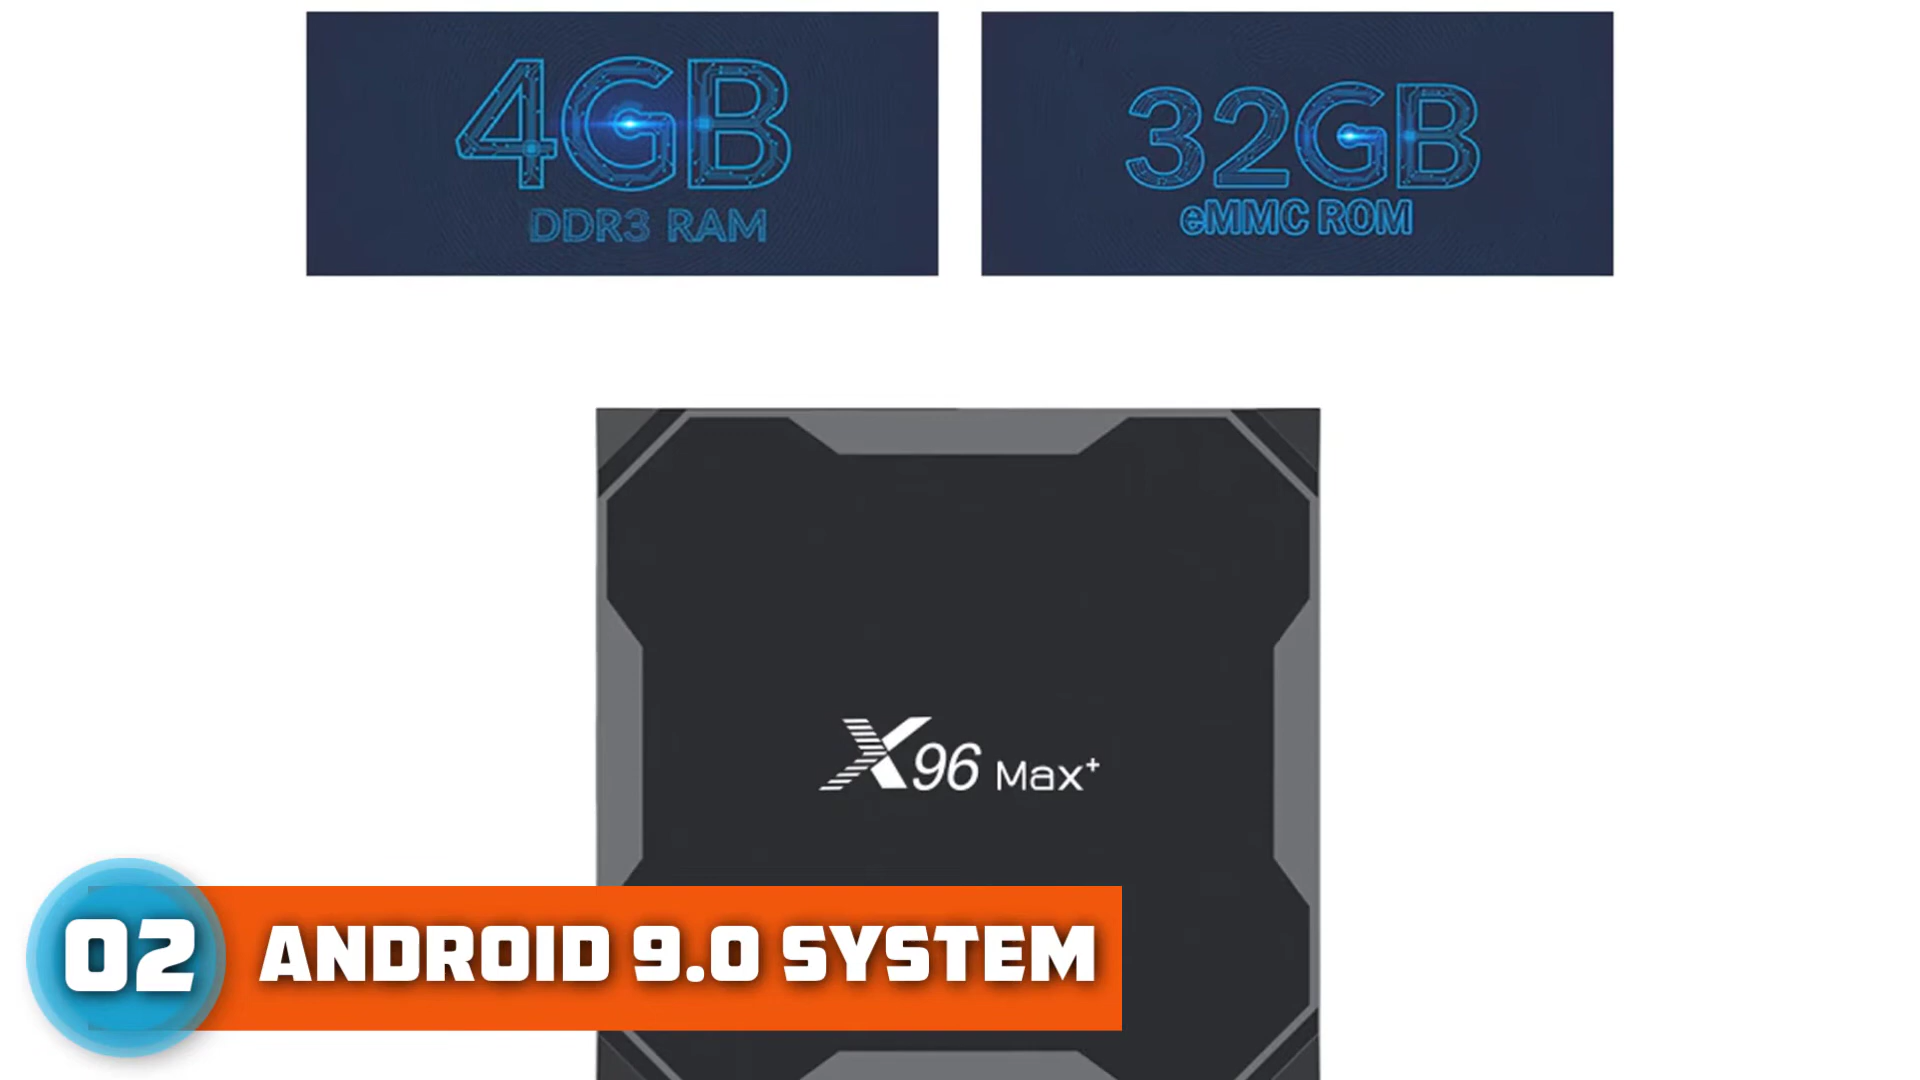 4GB
DDR3 RAM
32GB
eMMC ROM
X96 Max+
02
ANDROID 9.0 SYSTEM